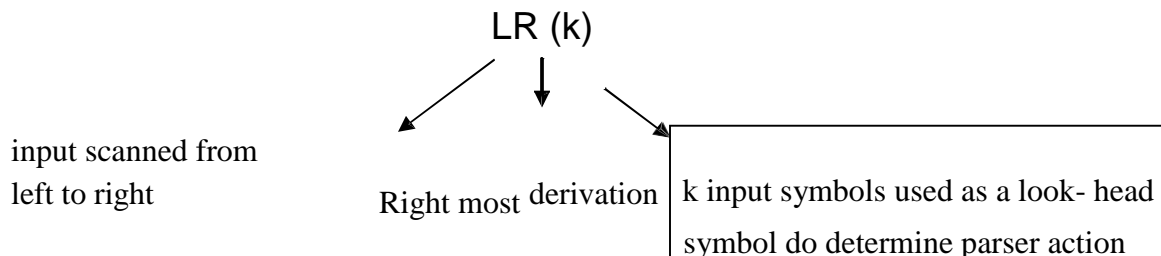 LR (k)
input scanned from
left to right
Right most derivation
k input symbols used as a look- head
symbol do determine parser action